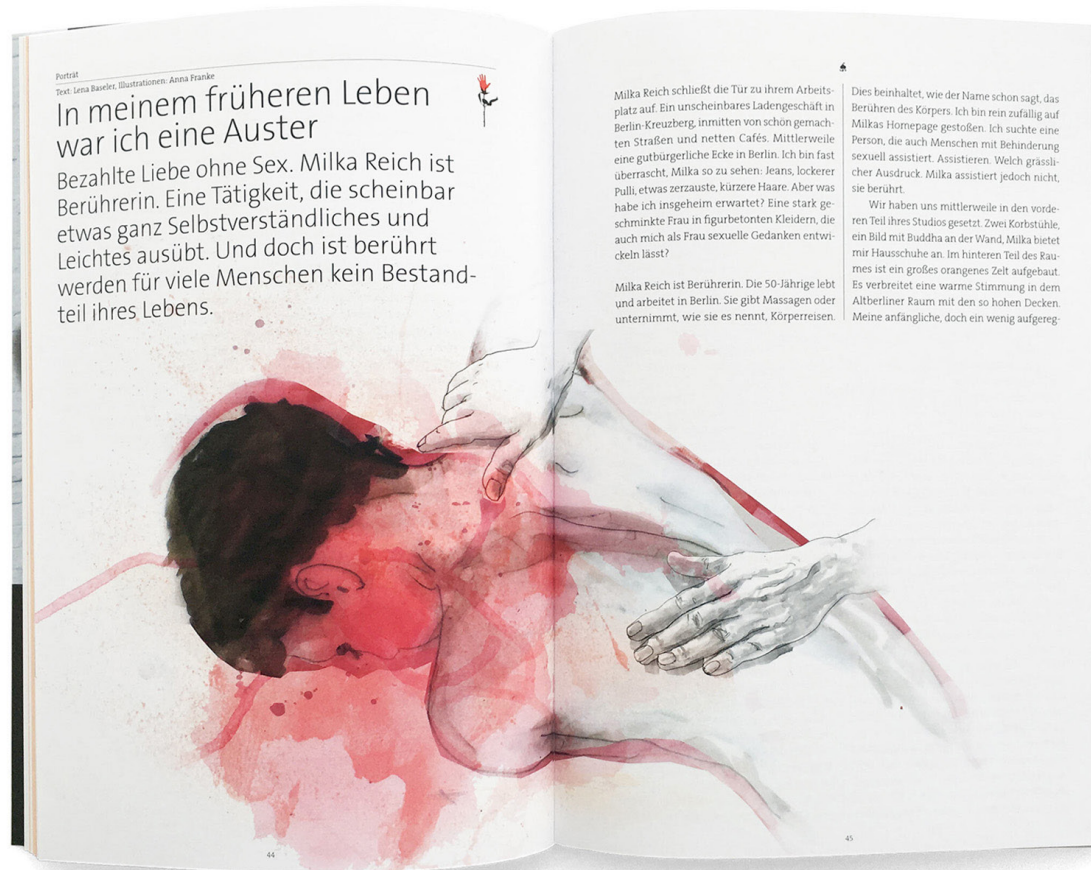 Porträt
Text: Lena Baseler, Illustrationen: Anna Franke
In meinem früheren Leben
war ich eine Auster
Bezahlte Liebe ohne Sex. Milka Reich ist
Berührerin. Eine Tätigkeit, die scheinbar
etwas ganz Selbstverständliches und
Leichtes ausübt. Und doch ist berührt
werden für viele Menschen kein Bestand-
teil ihres Lebens.
44
Milka Reich schließt die Tür zu ihrem Arbeits-
platz auf. Ein unscheinbares Ladengeschäft in
Berlin-Kreuzberg, inmitten von schön gemach-
ten Straßen und netten Cafés. Mittlerweile
eine gutbürgerliche Ecke in Berlin. Ich bin fast
überrascht, Milka so zu sehen: Jeans, lockerer
Pulli, etwas zerzauste, kürzere Haare. Aber was
habe ich insgeheim erwartet? Eine stark ge-
schminkte Frau in figurbetonten Kleidern, die
auch mich als Frau sexuelle Gedanken entwi-
ckeln lässt?
Milka Reich ist Berührerin. Die 50-Jährige lebt
und arbeitet in Berlin. Sie gibt Massagen oder
unternimmt, wie sie es nennt, Körperreisen.
Dies beinhaltet, wie der Name schon sagt, das
Berühren des Körpers. Ich bin rein zufällig auf
Milkas Homepage gestoßen. Ich suchte eine
Person, die auch Menschen mit Behinderung
sexuell assistiert. Assistieren. Welch grässli-
cher Ausdruck. Milka assistiert jedoch nicht,
sie berührt.
Wir haben uns mittlerweile in den vorde-
ren Teil ihres Studios gesetzt. Zwei Korbstühle,
ein Bild mit Buddha an der Wand, Milka bietet
mir Hausschuhe an. Im hinteren Teil des Rau-
mes ist ein großes orangenes Zelt aufgebaut.
Es verbreitet eine warme Stimmung in dem
Altberliner Raum mit den so hohen Decken.
Meine anfängliche, doch ein wenig aufgereg-
45